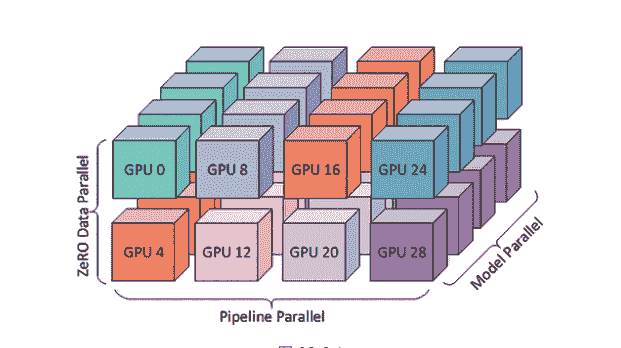 GPU 0
GPU 8
GPU 16
GPU 24
ZeRO Data Parallel
GPU 4
GPU 12
GPU 20
GPU 28
Model Parallel
Pipeline Parallel